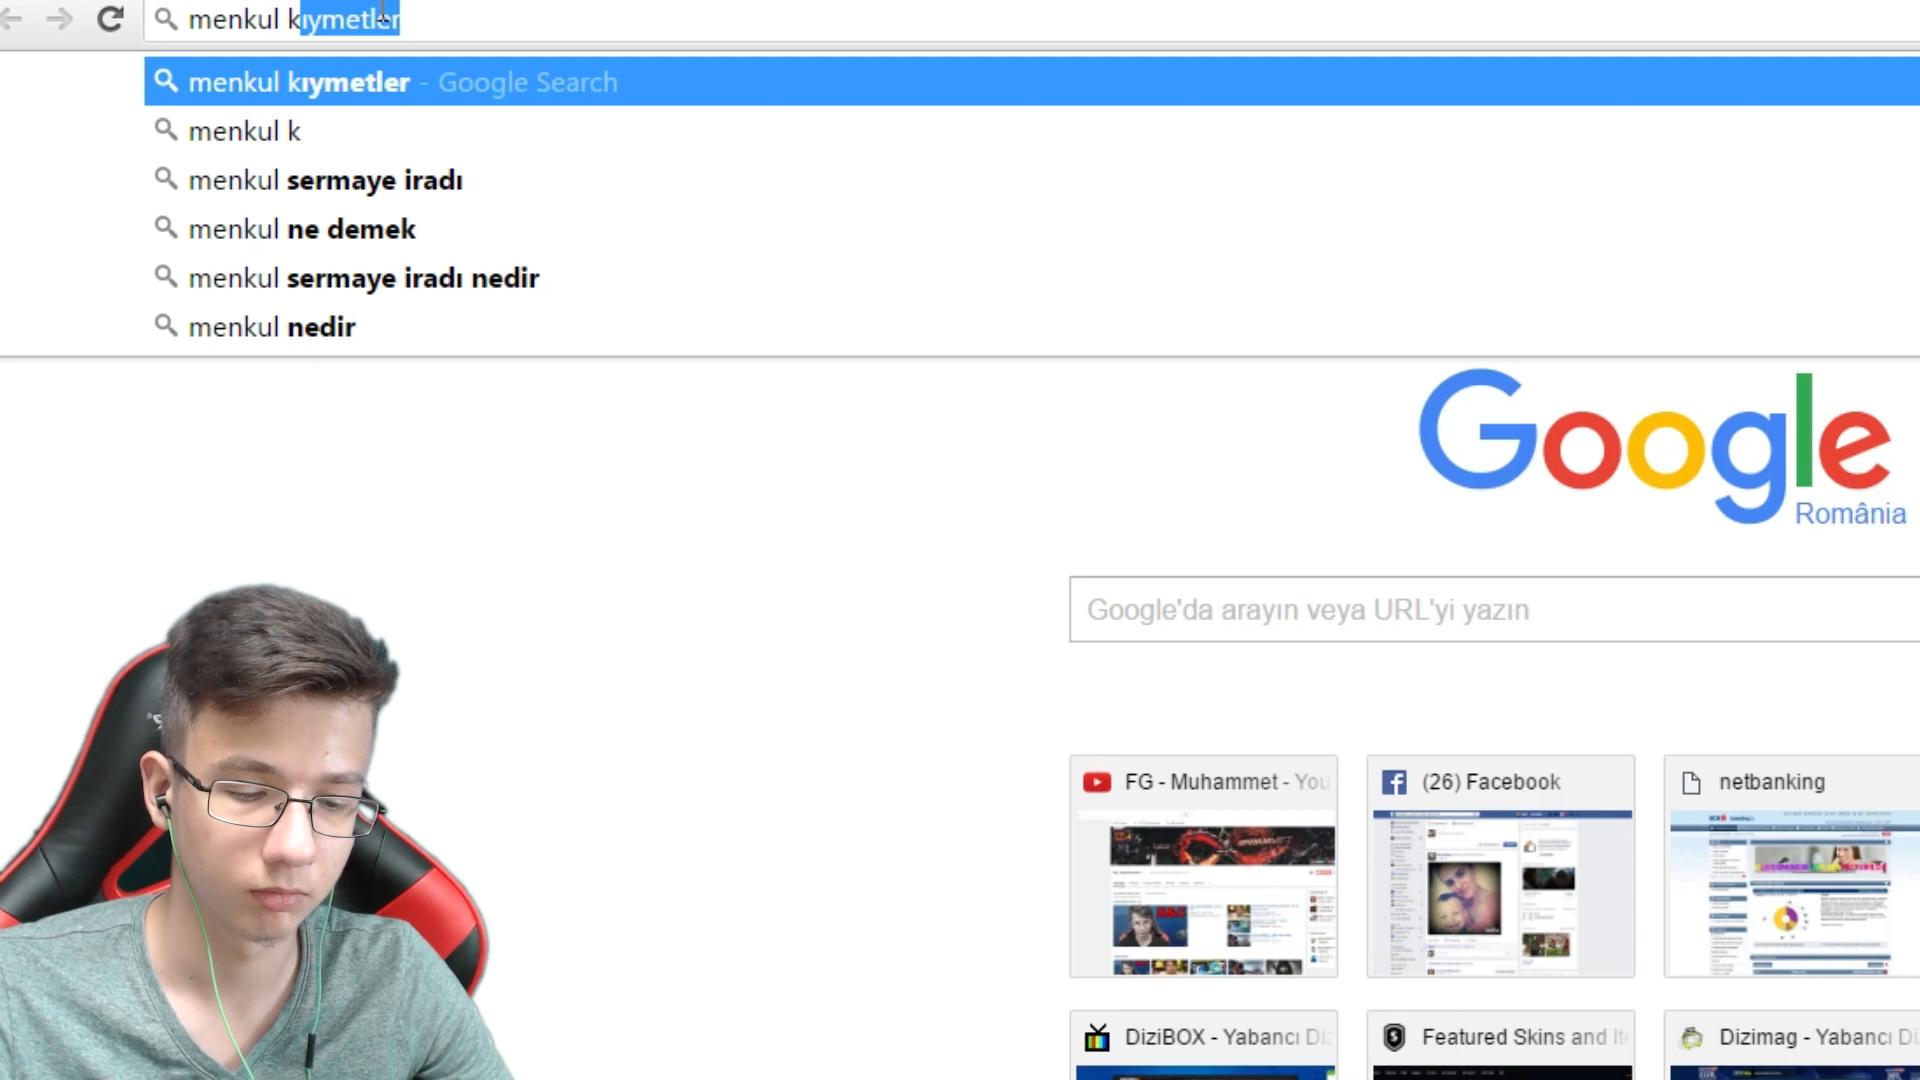 menkul kıymetler
menkul kıymetler - Google Search
menkul k
menkul sermaye iradı
menkul ne demek
menkul sermaye iradı nedir
menkul nedir
Google
România
Google'da arayın veya URL'yi yazın
FG - Muhammet - You
(26) Facebook
netbanking
DiziBOX - Yabancı Diz
Featured Skins and Ite
Dizimag - Yabancı Di